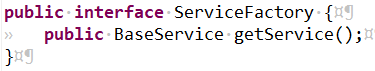 public interface ServiceFactory {¤¶
»   public BaseService getService();¤
}¤¶